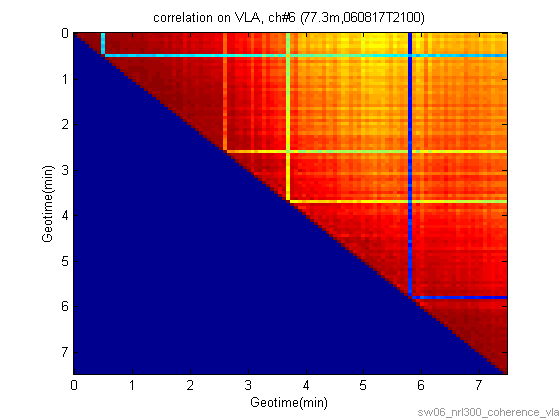 correlation on VLA, ch#6 (77.3m,060817T2100)
0
1
2
3
4
5
6
7
Geotime(min)
0 1 2 3 4 5 6 7
Geotime(min)
sw06_nrl300_coherence_vla